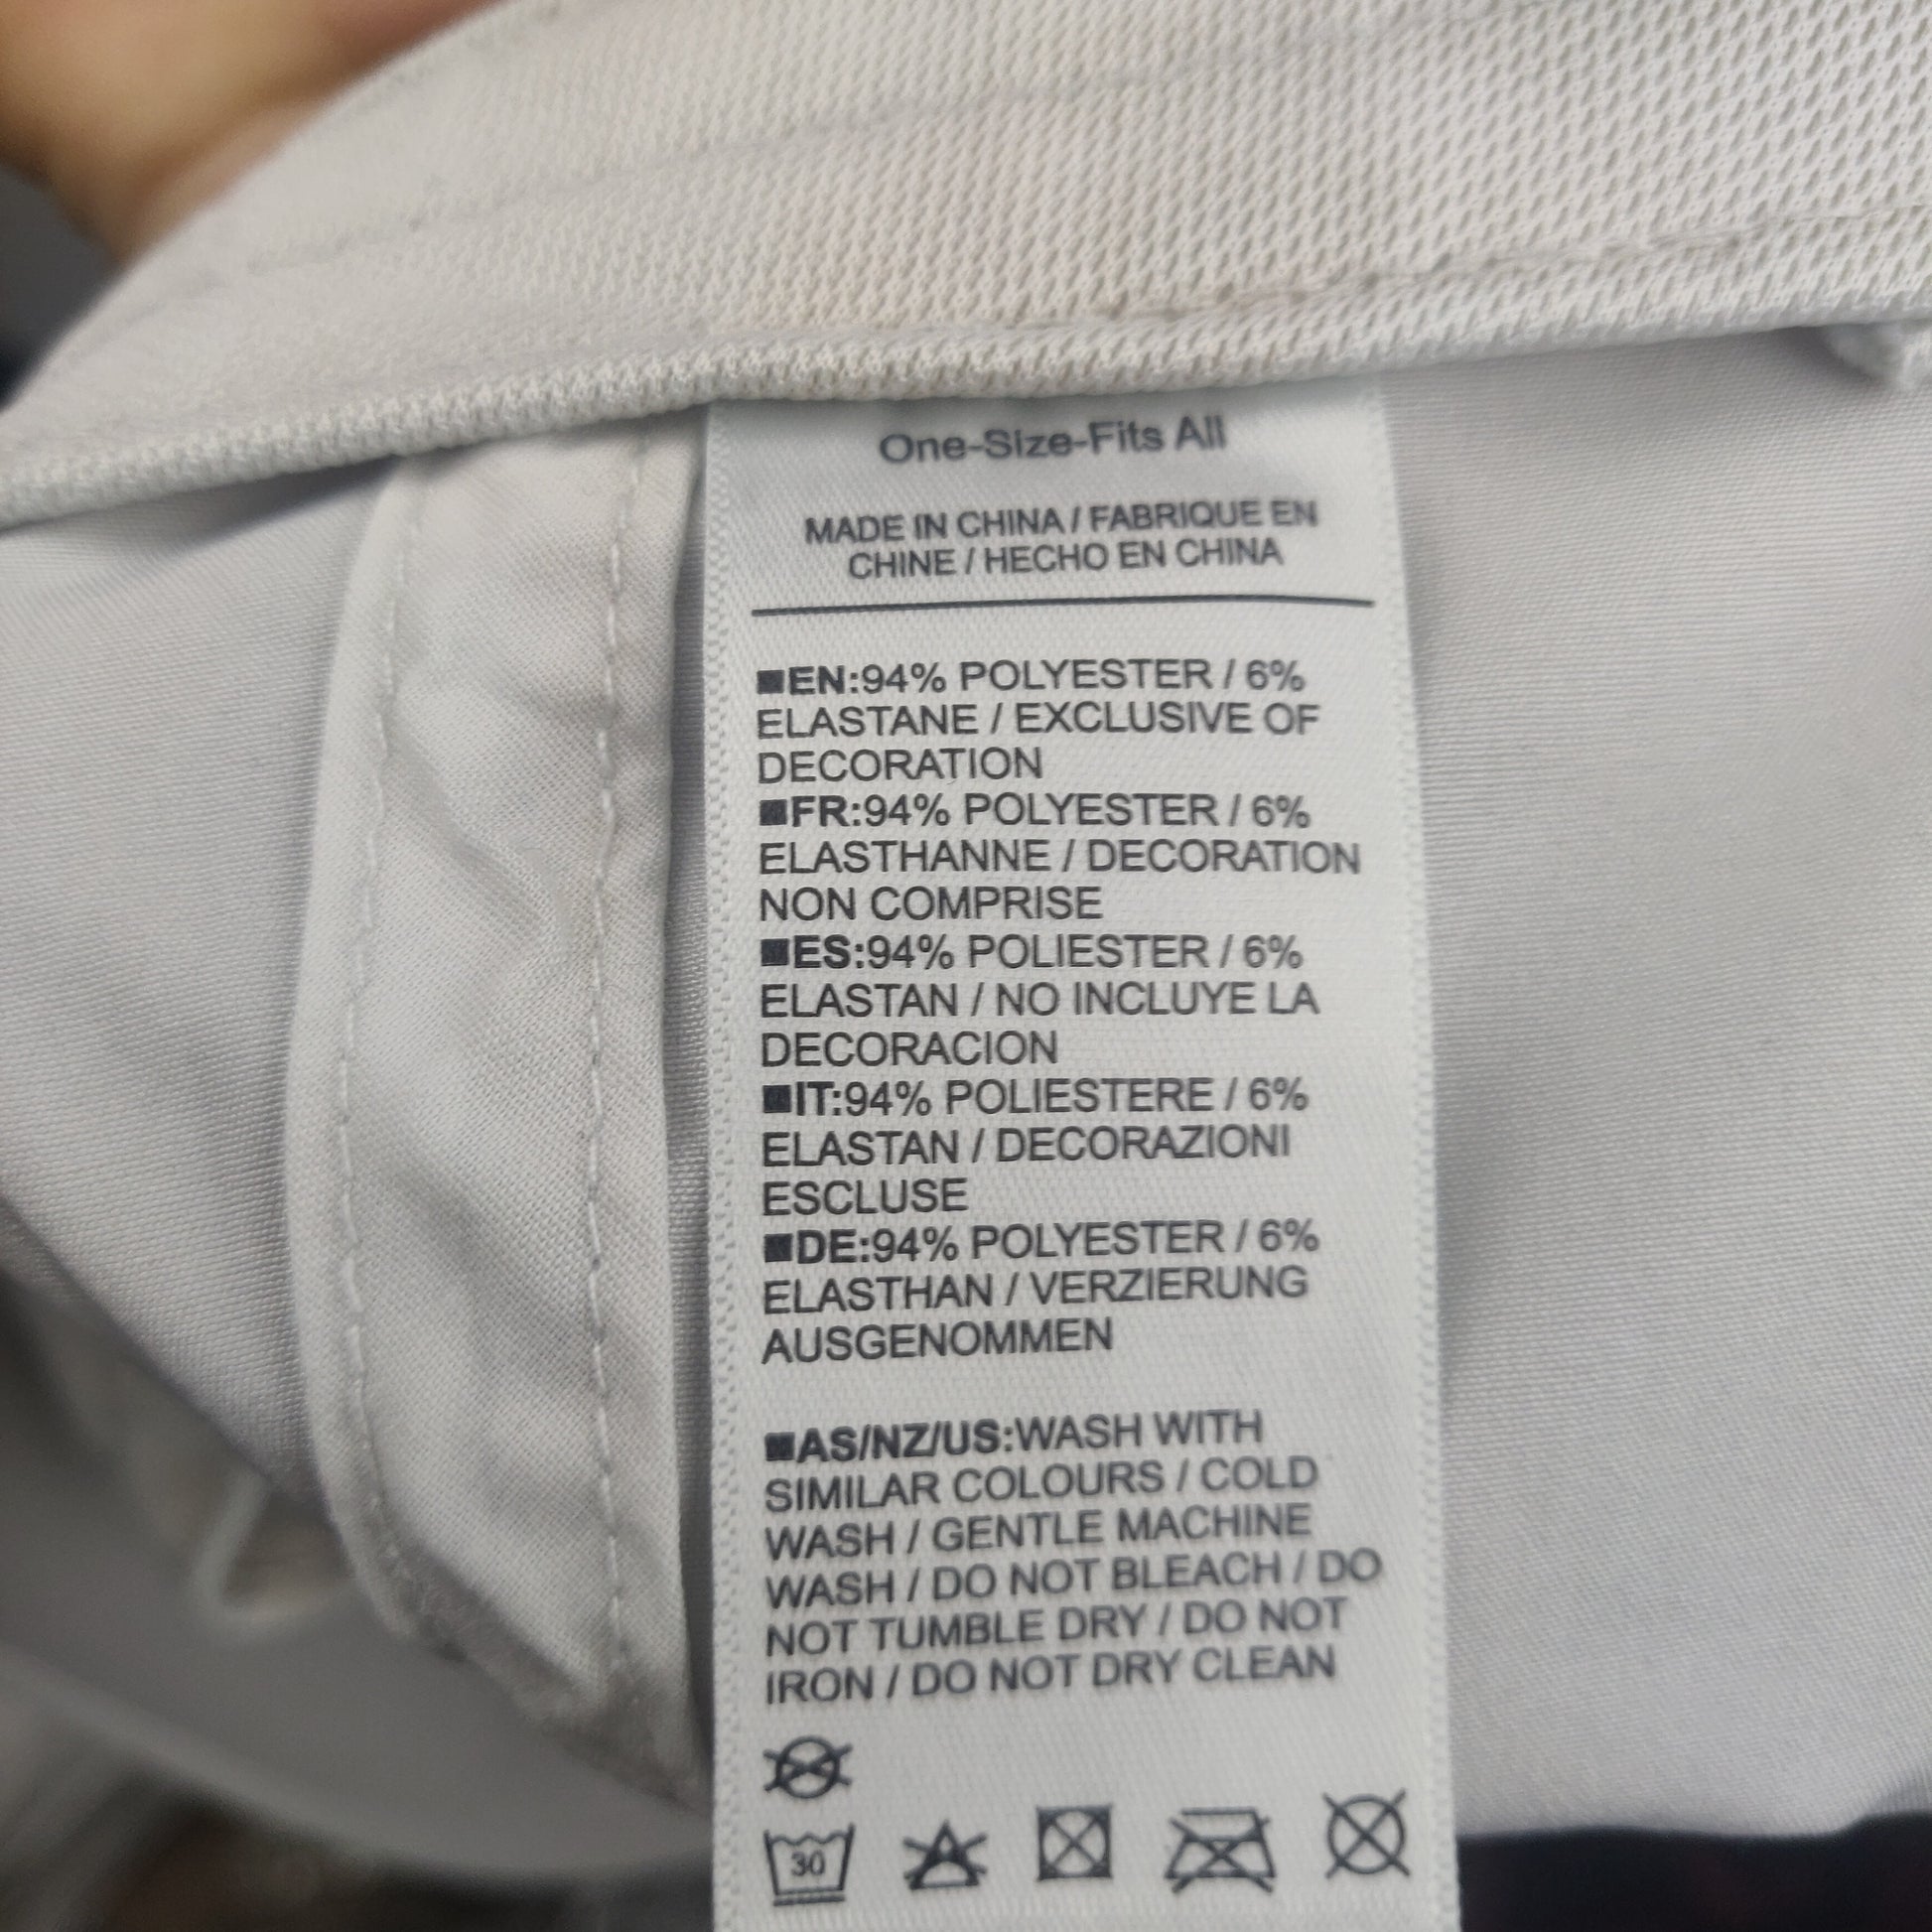 One-Size-Fits All
MADE IN CHINA / FABRIQUE EN
CHINE / HECHO EN CHINA
■EN:94% POLYESTER / 6%
ELASTANE / EXCLUSIVE OF
DECORATION
■FR:94% POLYESTER / 6%
ELASTHANNE / DECORATION
NON COMPRISE
■ES:94% POLIESTER / 6%
ELASTAN / NO INCLUYE LA
DECORACION
■IT:94% POLIESTERE / 6%
ELASTAN / DECORAZIONI
ESCLUSE
■DE:94% POLYESTER / 6%
ELASTHAN / VERZIERUNG
AUSGENOMMEN
■AS/NZ/US:WASH WITH
SIMILAR COLOURS / COLD
WASH / GENTLE MACHINE
WASH / DO NOT BLEACH / DO
NOT TUMBLE DRY / DO NOT
IRON / DO NOT DRY CLEAN
30